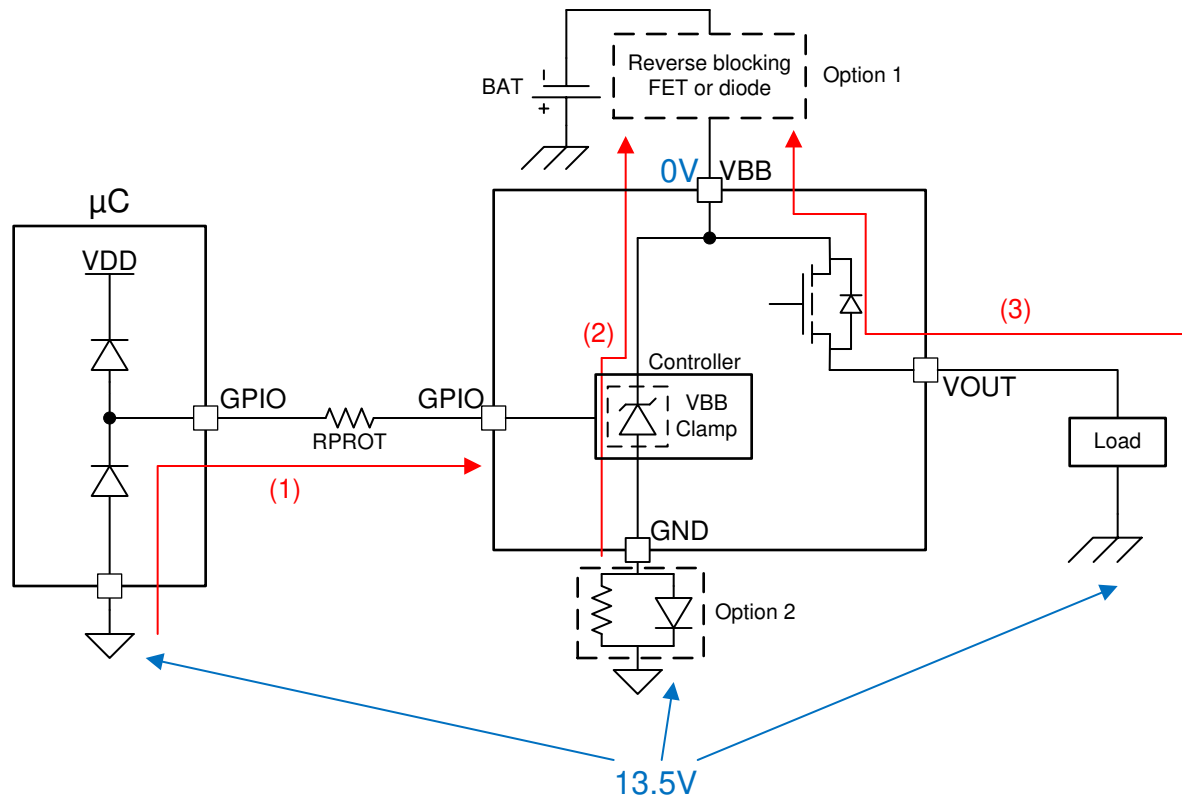 Reverse blocking
FET or diode
Option 1
BAT
-
+
0V
VBB
µC
VDD
(2)
(3)
Controller
GPIO
RPROT
GPIO
VBB
Clamp
VOUT
Load
(1)
GND
Option 2
13.5V